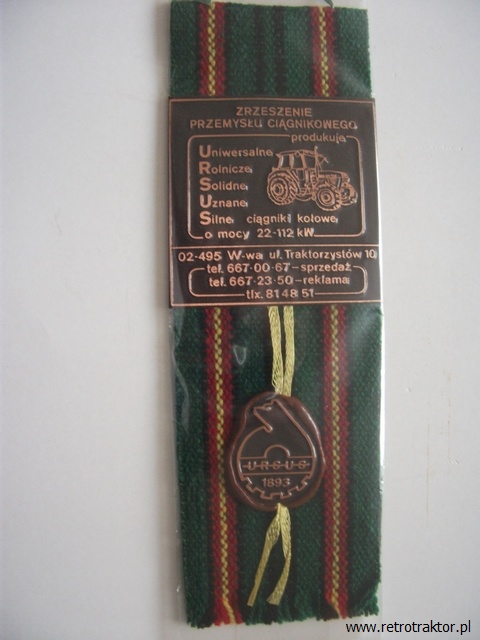 ZRZESZENIE
PRZEMYSŁU CIĄGNIKOWEGO
produkuje
Uniwersalne
Rolnicze
Solidne
Uznane
Silne ciągniki kołowe
o mocy 22-112 kW
02-495 W-wa ul. Traktorzystów 10
tel. 667-00-67-sprzedaż
tel. 667-23-50-reklama
tlx. 81 48 51
URSUS
1893
www.retrotraktor.pl